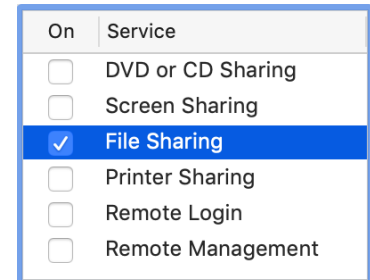 On Service
DVD or CD Sharing
Screen Sharing
File Sharing
Printer Sharing
Remote Login
Remote Management